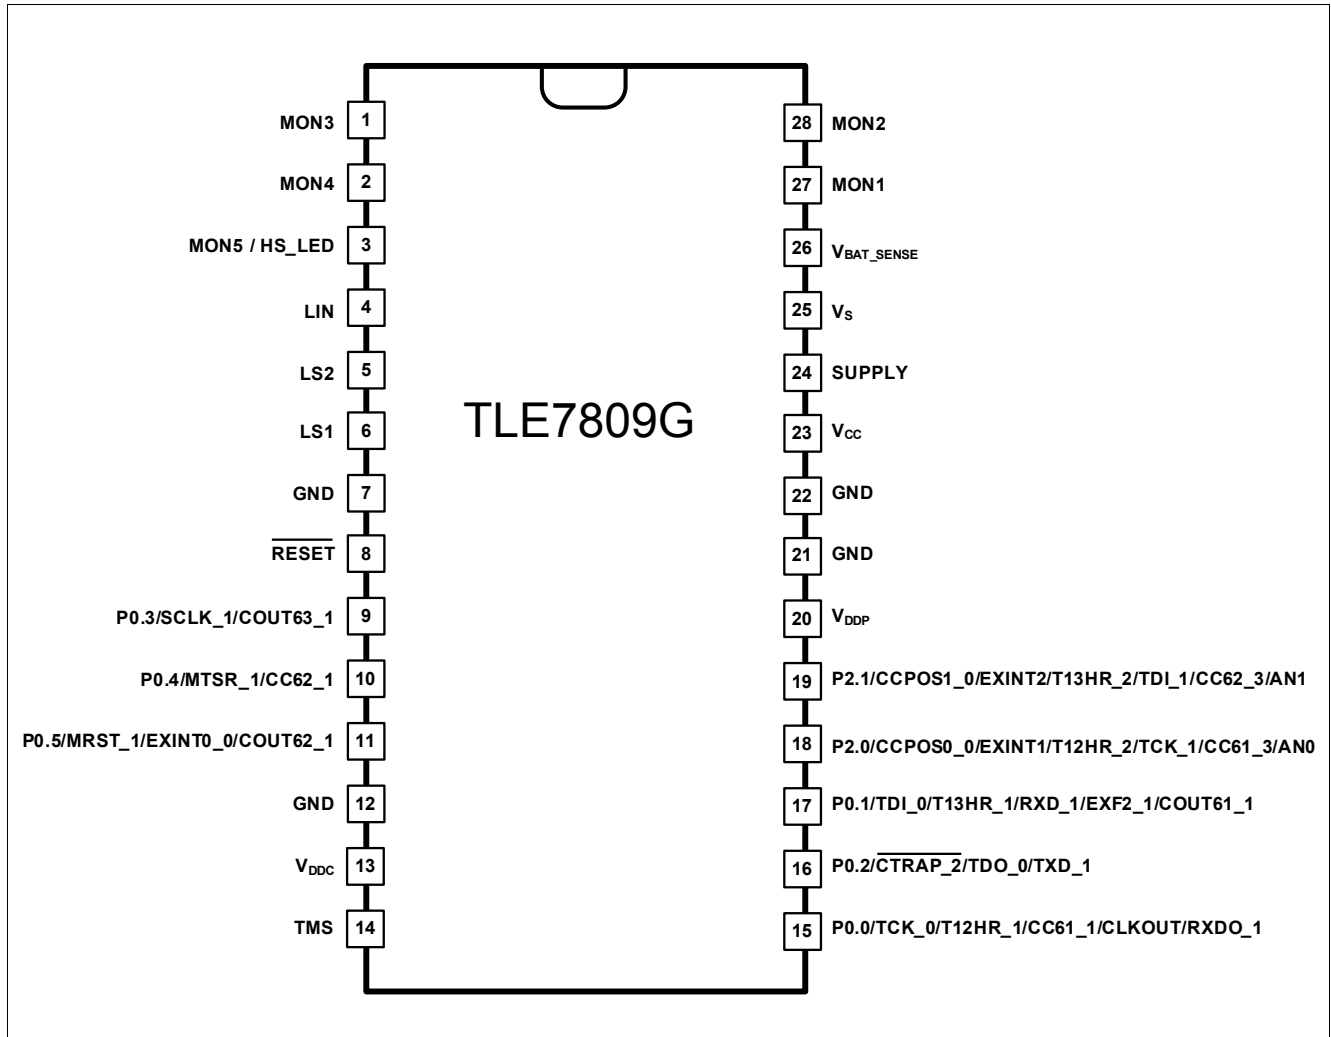 MON3 1
MON4 2
MON5 / HS_LED 3
LIN 4
LS2 5
LS1 6
GND 7
RESET 8
P0.3/SCLK_1/COUT63_1 9
P0.4/MTSR_1/CC62_1 10
P0.5/MRST_1/EXINT0_0/COUT62_1 11
GND 12
VDDC 13
TMS 14
TLE7809G
28 MON2
27 MON1
26 VBAT_SENSE
25 VS
24 SUPPLY
23 VCC
22 GND
21 GND
20 VDDP
19 P2.1/CCPOS1_0/EXINT2/T13HR_2/TDI_1/CC62_3/AN1
18 P2.0/CCPOS0_0/EXINT1/T12HR_2/TCK_1/CC61_3/AN0
17 P0.1/TDI_0/T13HR_1/RXD_1/EXF2_1/COUT61_1
16 P0.2/CTRAP_2/TDO_0/TXD_1
15 P0.0/TCK_0/T12HR_1/CC61_1/CLKOUT/RXDO_1